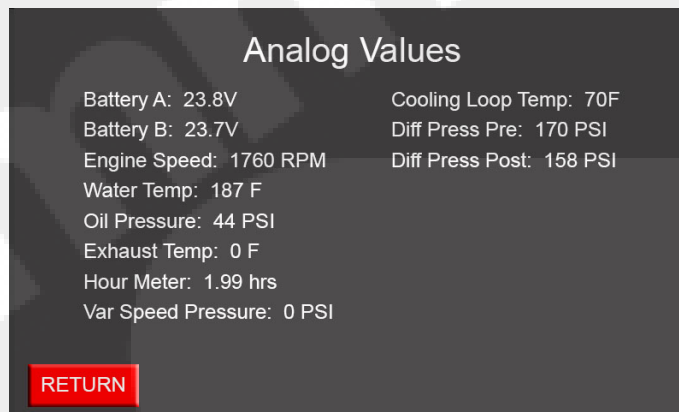 Analog Values
Battery A: 23.8V
Battery B: 23.7V
Engine Speed: 1760 RPM
Water Temp: 187 F
Oil Pressure: 44 PSI
Exhaust Temp: 0 F
Hour Meter: 1.99 hrs
Var Speed Pressure: 0 PSI
Cooling Loop Temp: 70F
Diff Press Pre: 170 PSI
Diff Press Post: 158 PSI
RETURN